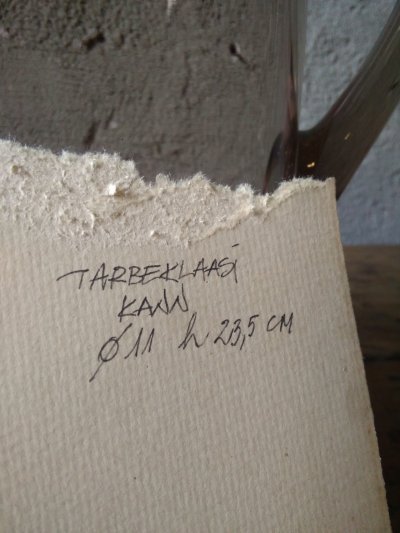 TARBEKLAASI
KANN
Ø11 h 23,5 CM